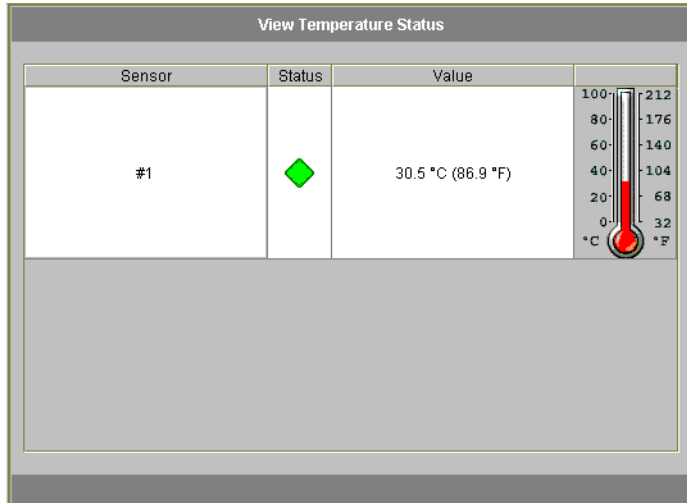 View Temperature Status
Sensor Status Value
#1 30.5 °C (86.9 °F)
100 212
80 176
60 140
40 104
20 68
0 32
°C °F